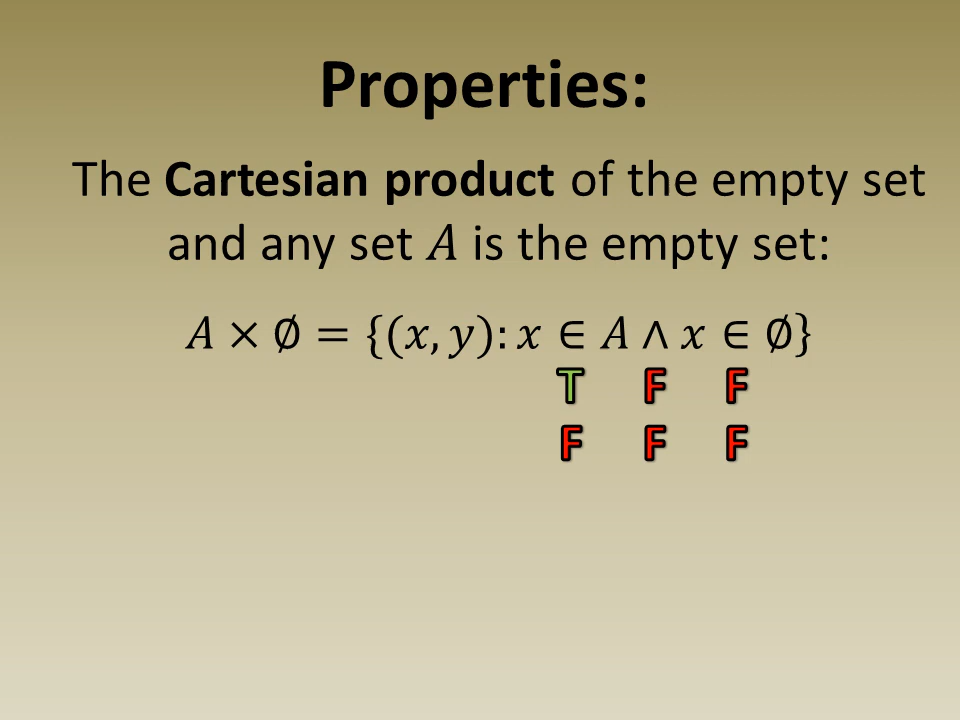 Properties:
The Cartesian product of the empty set
and any set A is the empty set:
A × ∅ = {(x, y): x ∈ A ∧ x ∈ ∅}
T F F
F F F